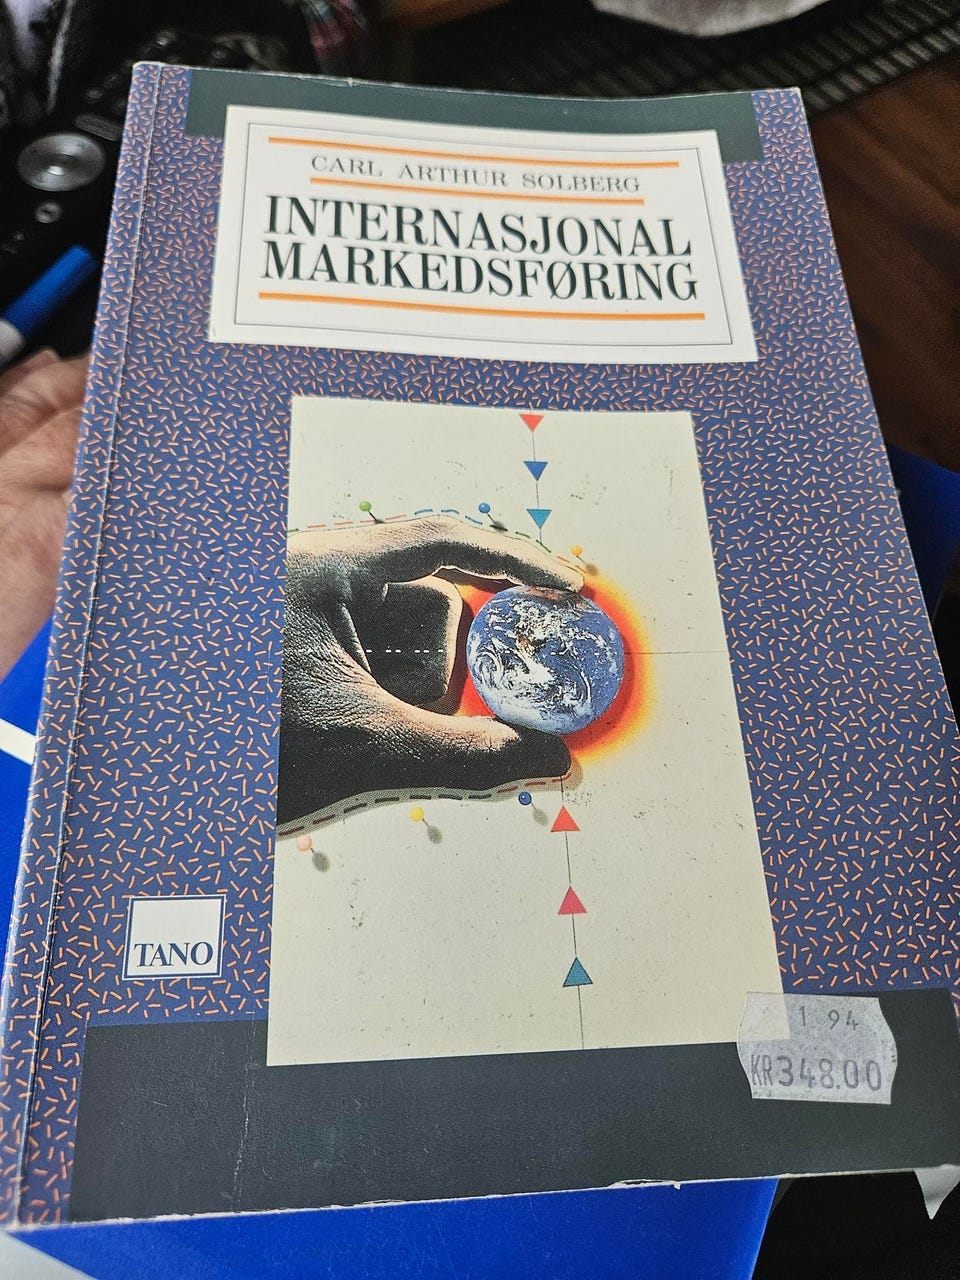 CARL ARTHUR SOLBERG
INTERNASJONAL
MARKEDSFØRING
TANO
1 94
KR348.00